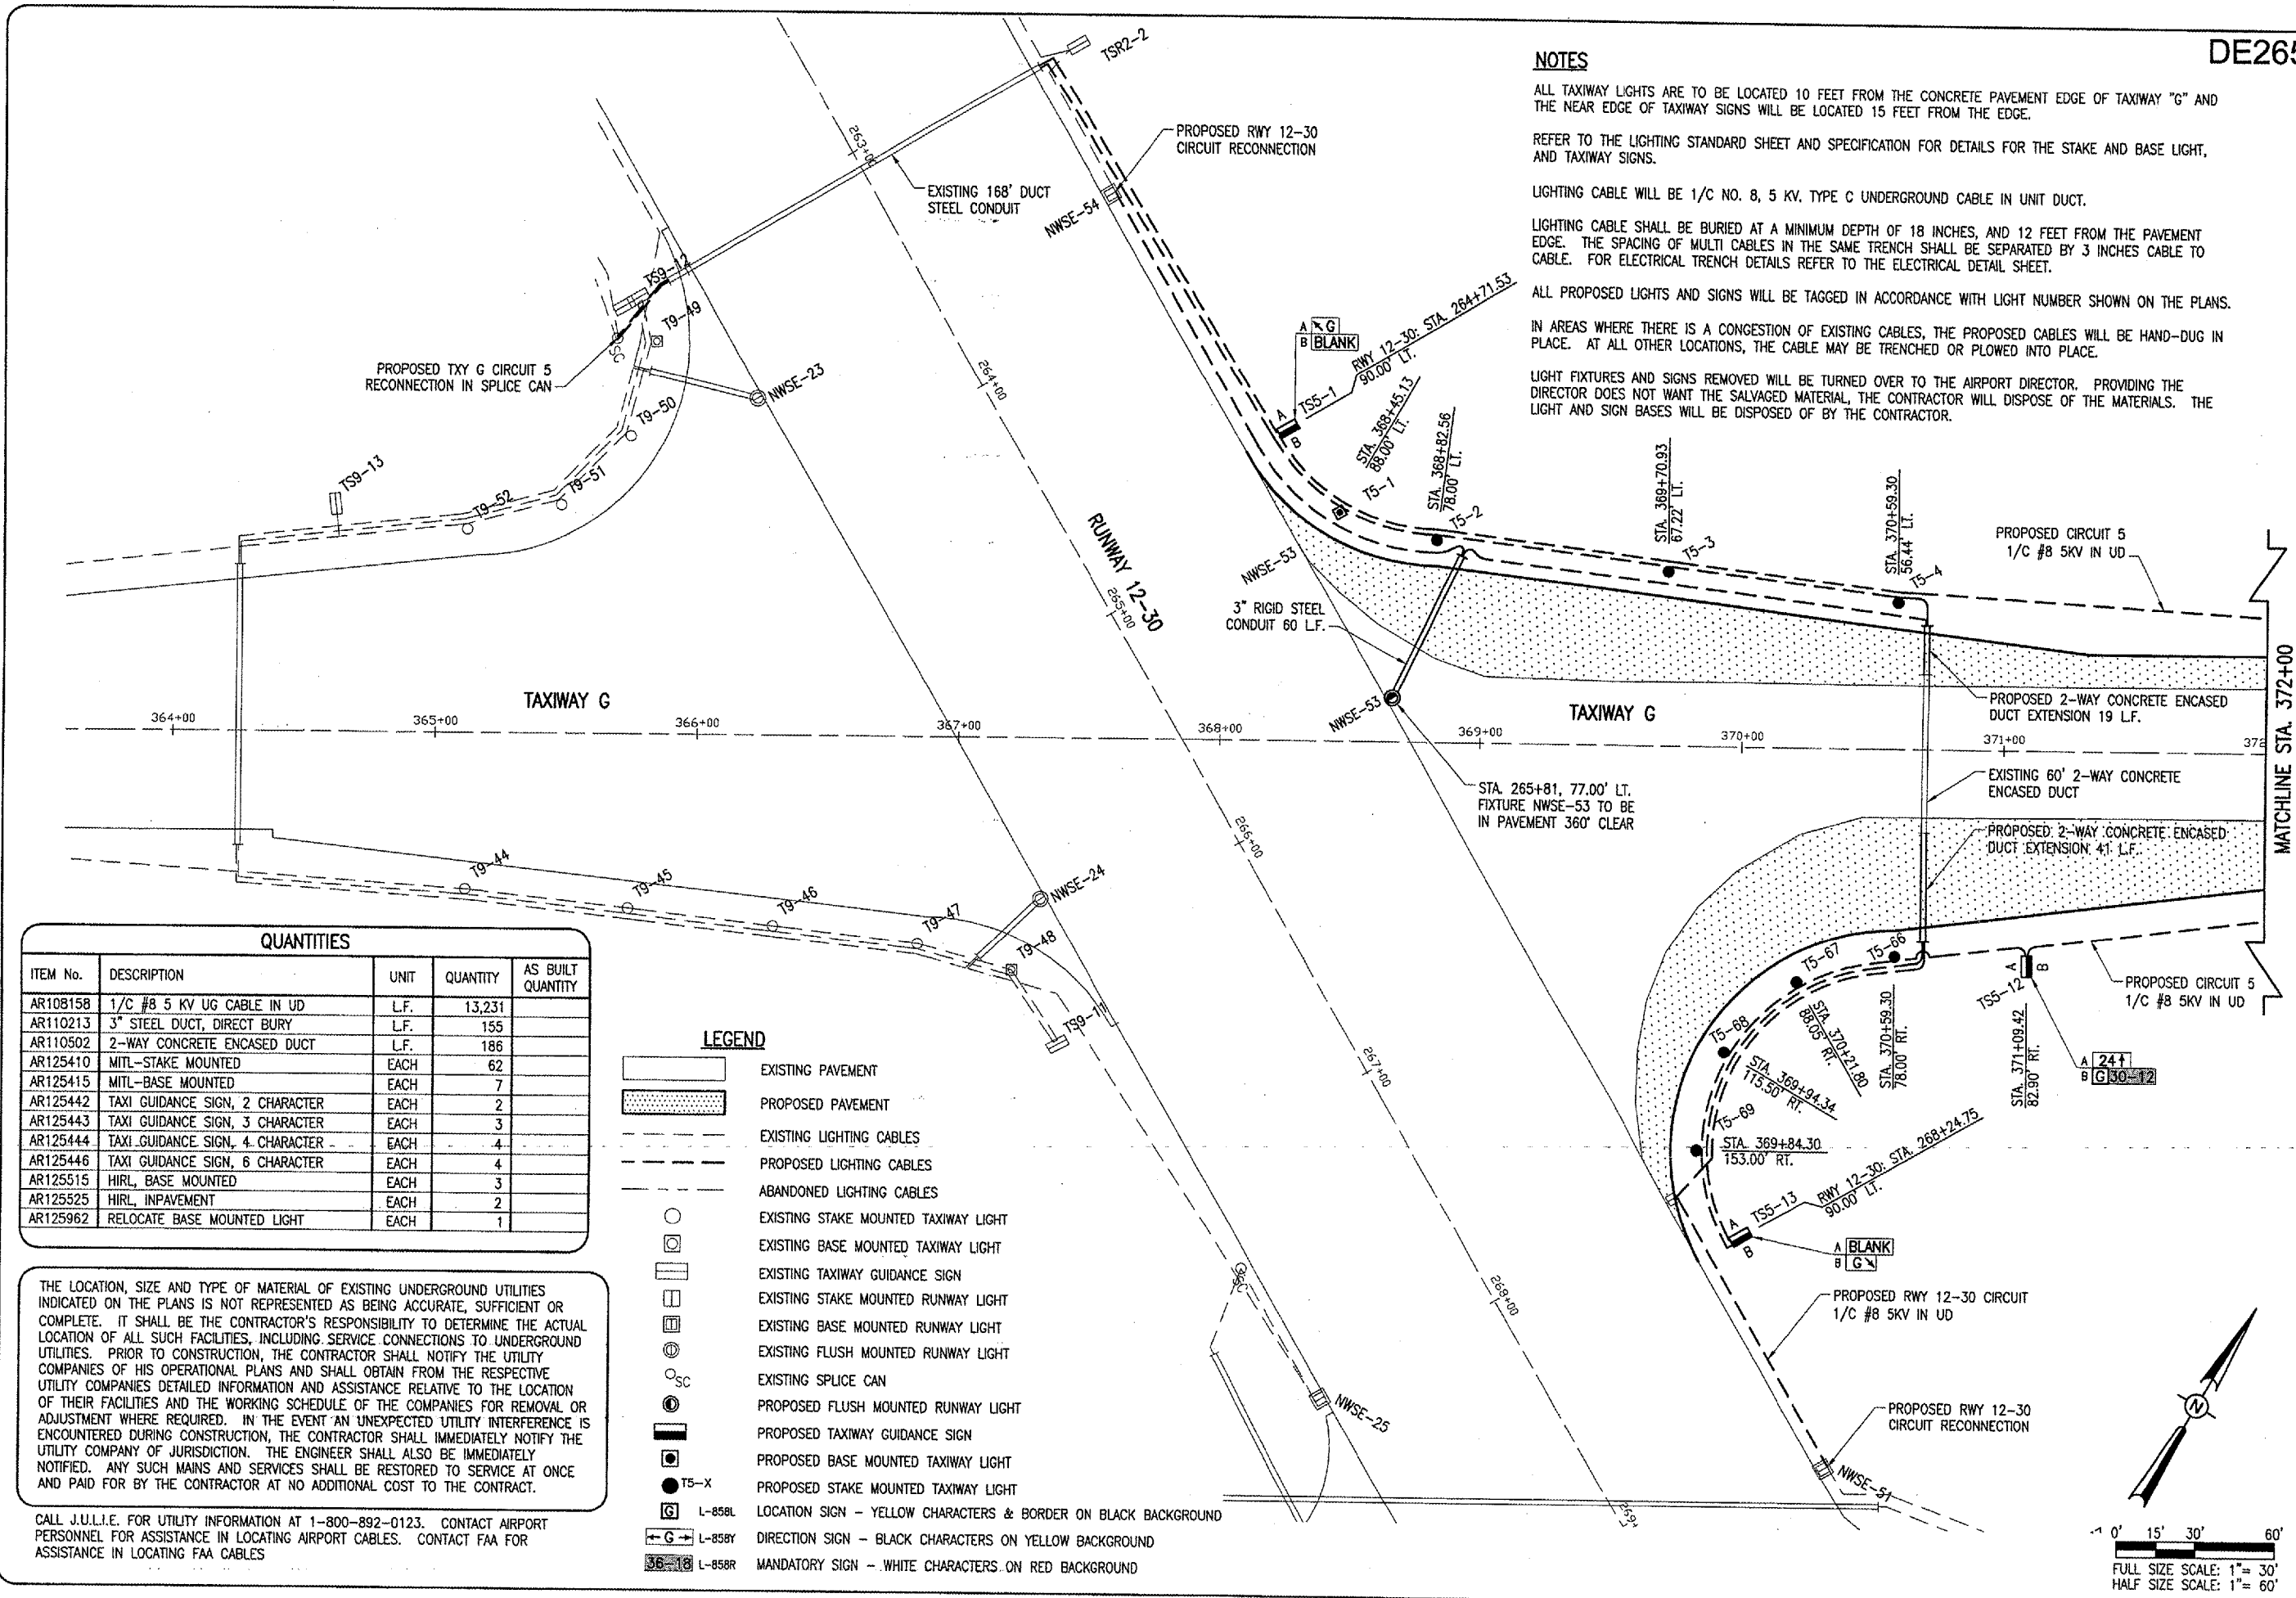 DE265
NOTES
ALL TAXIWAY LIGHTS ARE TO BE LOCATED 10 FEET FROM THE CONCRETE PAVEMENT EDGE OF TAXIWAY "G" AND
THE NEAR EDGE OF TAXIWAY SIGNS WILL BE LOCATED 15 FEET FROM THE EDGE.
REFER TO THE LIGHTING STANDARD SHEET AND SPECIFICATION FOR DETAILS FOR THE STAKE AND BASE LIGHT,
AND TAXIWAY SIGNS.
LIGHTING CABLE WILL BE 1/C NO. 8, 5 KV. TYPE C UNDERGROUND CABLE IN UNIT DUCT.
LIGHTING CABLE SHALL BE BURIED AT A MINIMUM DEPTH OF 18 INCHES, AND 12 FEET FROM THE PAVEMENT
EDGE. THE SPACING OF MULTI CABLES IN THE SAME TRENCH SHALL BE SEPARATED BY 3 INCHES CABLE TO
CABLE. FOR ELECTRICAL TRENCH DETAILS REFER TO THE ELECTRICAL DETAIL SHEET.
ALL PROPOSED LIGHTS AND SIGNS WILL BE TAGGED IN ACCORDANCE WITH LIGHT NUMBER SHOWN ON THE PLANS.
IN AREAS WHERE THERE IS A CONGESTION OF EXISTING CABLES, THE PROPOSED CABLES WILL BE HAND-DUG IN
PLACE. AT ALL OTHER LOCATIONS, THE CABLE MAY BE TRENCHED OR PLOWED INTO PLACE.
LIGHT FIXTURES AND SIGNS REMOVED WILL BE TURNED OVER TO THE AIRPORT DIRECTOR. PROVIDING THE
DIRECTOR DOES NOT WANT THE SALVAGED MATERIAL, THE CONTRACTOR WILL DISPOSE OF THE MATERIALS. THE
LIGHT AND SIGN BASES WILL BE DISPOSED OF BY THE CONTRACTOR.
TSR2-2
PROPOSED RWY 12-30
CIRCUIT RECONNECTION
263+00
EXISTING 168' DUCT
STEEL CONDUIT
NWSE-54
TS9-12
T9-49
SC
PROPOSED TXY G CIRCUIT 5
RECONNECTION IN SPLICE CAN
NWSE-23
T9-50
264+00
A ↖G
B BLANK
A
B
TS5-1
RWY 12-30: STA. 264+71.53
90.00' LT.
STA. 368+45.13
88.00' LT.
T5-1
STA. 368+82.56
78.00' LT.
T5-2
STA. 369+70.93
67.22' LT.
T5-3
STA. 370+59.30
56.44' LT.
T5-4
PROPOSED CIRCUIT 5
1/C #8 5KV IN UD
TS9-13
T9-52
T9-51
RUNWAY 12-30
265+00
NWSE-53
3" RIGID STEEL
CONDUIT 60 L.F.
NWSE-53
MATCHLINE STA. 372+00
PROPOSED 2-WAY CONCRETE ENCASED
DUCT EXTENSION 19 L.F.
TAXIWAY G
TAXIWAY G
364+00
365+00
366+00
367+00
368+00
369+00
370+00
371+00
372
STA. 265+81, 77.00' LT.
FIXTURE NWSE-53 TO BE
IN PAVEMENT 360° CLEAR
EXISTING 60' 2-WAY CONCRETE
ENCASED DUCT
PROPOSED 2-WAY CONCRETE ENCASED
DUCT EXTENSION 41 L.F.
266+00
T9-44
T9-45
T9-46
T9-47
T9-48
NWSE-24
TS9-11
T5-66
T5-67
T5-68
T5-69
A
B
TS5-12
PROPOSED CIRCUIT 5
1/C #8 5KV IN UD
STA. 370+21.80
88.05' RT.
STA. 370+59.30
78.00' RT.
STA. 371+09.42
82.90' RT.
A 24↑
B G 30-12
STA. 369+94.34
115.50' RT.
STA. 369+84.30
153.00' RT.
267+00
A
B
TS5-13
RWY 12-30: STA. 268+24.75
90.00' LT.
A BLANK
B G↘
PROPOSED RWY 12-30 CIRCUIT
1/C #8 5KV IN UD
SC
268+00
NWSE-25
PROPOSED RWY 12-30
CIRCUIT RECONNECTION
NWSE-51
269+
N
QUANTITIES
ITEM No. DESCRIPTION UNIT QUANTITY AS BUILT QUANTITY
AR108158 1/C #8 5 KV UG CABLE IN UD L.F. 13,231
AR110213 3" STEEL DUCT, DIRECT BURY L.F. 155
AR110502 2-WAY CONCRETE ENCASED DUCT L.F. 186
AR125410 MITL-STAKE MOUNTED EACH 62
AR125415 MITL-BASE MOUNTED EACH 7
AR125442 TAXI GUIDANCE SIGN, 2 CHARACTER EACH 2
AR125443 TAXI GUIDANCE SIGN, 3 CHARACTER EACH 3
AR125444 TAXI GUIDANCE SIGN, 4 CHARACTER EACH 4
AR125446 TAXI GUIDANCE SIGN, 6 CHARACTER EACH 4
AR125515 HIRL, BASE MOUNTED EACH 3
AR125525 HIRL, INPAVEMENT EACH 2
AR125962 RELOCATE BASE MOUNTED LIGHT EACH 1
THE LOCATION, SIZE AND TYPE OF MATERIAL OF EXISTING UNDERGROUND UTILITIES
INDICATED ON THE PLANS IS NOT REPRESENTED AS BEING ACCURATE, SUFFICIENT OR
COMPLETE. IT SHALL BE THE CONTRACTOR'S RESPONSIBILITY TO DETERMINE THE ACTUAL
LOCATION OF ALL SUCH FACILITIES, INCLUDING SERVICE CONNECTIONS TO UNDERGROUND
UTILITIES. PRIOR TO CONSTRUCTION, THE CONTRACTOR SHALL NOTIFY THE UTILITY
COMPANIES OF HIS OPERATIONAL PLANS AND SHALL OBTAIN FROM THE RESPECTIVE
UTILITY COMPANIES DETAILED INFORMATION AND ASSISTANCE RELATIVE TO THE LOCATION
OF THEIR FACILITIES AND THE WORKING SCHEDULE OF THE COMPANIES FOR REMOVAL OR
ADJUSTMENT WHERE REQUIRED. IN THE EVENT AN UNEXPECTED UTILITY INTERFERENCE IS
ENCOUNTERED DURING CONSTRUCTION, THE CONTRACTOR SHALL IMMEDIATELY NOTIFY THE
UTILITY COMPANY OF JURISDICTION. THE ENGINEER SHALL ALSO BE IMMEDIATELY
NOTIFIED. ANY SUCH MAINS AND SERVICES SHALL BE RESTORED TO SERVICE AT ONCE
AND PAID FOR BY THE CONTRACTOR AT NO ADDITIONAL COST TO THE CONTRACT.
CALL J.U.L.I.E. FOR UTILITY INFORMATION AT 1-800-892-0123. CONTACT AIRPORT
PERSONNEL FOR ASSISTANCE IN LOCATING AIRPORT CABLES. CONTACT FAA FOR
ASSISTANCE IN LOCATING FAA CABLES
LEGEND
EXISTING PAVEMENT
PROPOSED PAVEMENT
EXISTING LIGHTING CABLES
PROPOSED LIGHTING CABLES
ABANDONED LIGHTING CABLES
EXISTING STAKE MOUNTED TAXIWAY LIGHT
EXISTING BASE MOUNTED TAXIWAY LIGHT
EXISTING TAXIWAY GUIDANCE SIGN
EXISTING STAKE MOUNTED RUNWAY LIGHT
EXISTING BASE MOUNTED RUNWAY LIGHT
EXISTING FLUSH MOUNTED RUNWAY LIGHT
SC EXISTING SPLICE CAN
PROPOSED FLUSH MOUNTED RUNWAY LIGHT
PROPOSED TAXIWAY GUIDANCE SIGN
PROPOSED BASE MOUNTED TAXIWAY LIGHT
T5-X PROPOSED STAKE MOUNTED TAXIWAY LIGHT
G L-858L LOCATION SIGN - YELLOW CHARACTERS & BORDER ON BLACK BACKGROUND
←G→ L-858Y DIRECTION SIGN - BLACK CHARACTERS ON YELLOW BACKGROUND
36-18 L-858R MANDATORY SIGN - WHITE CHARACTERS ON RED BACKGROUND
0' 15' 30' 60'
FULL SIZE SCALE: 1"= 30'
HALF SIZE SCALE: 1"= 60'